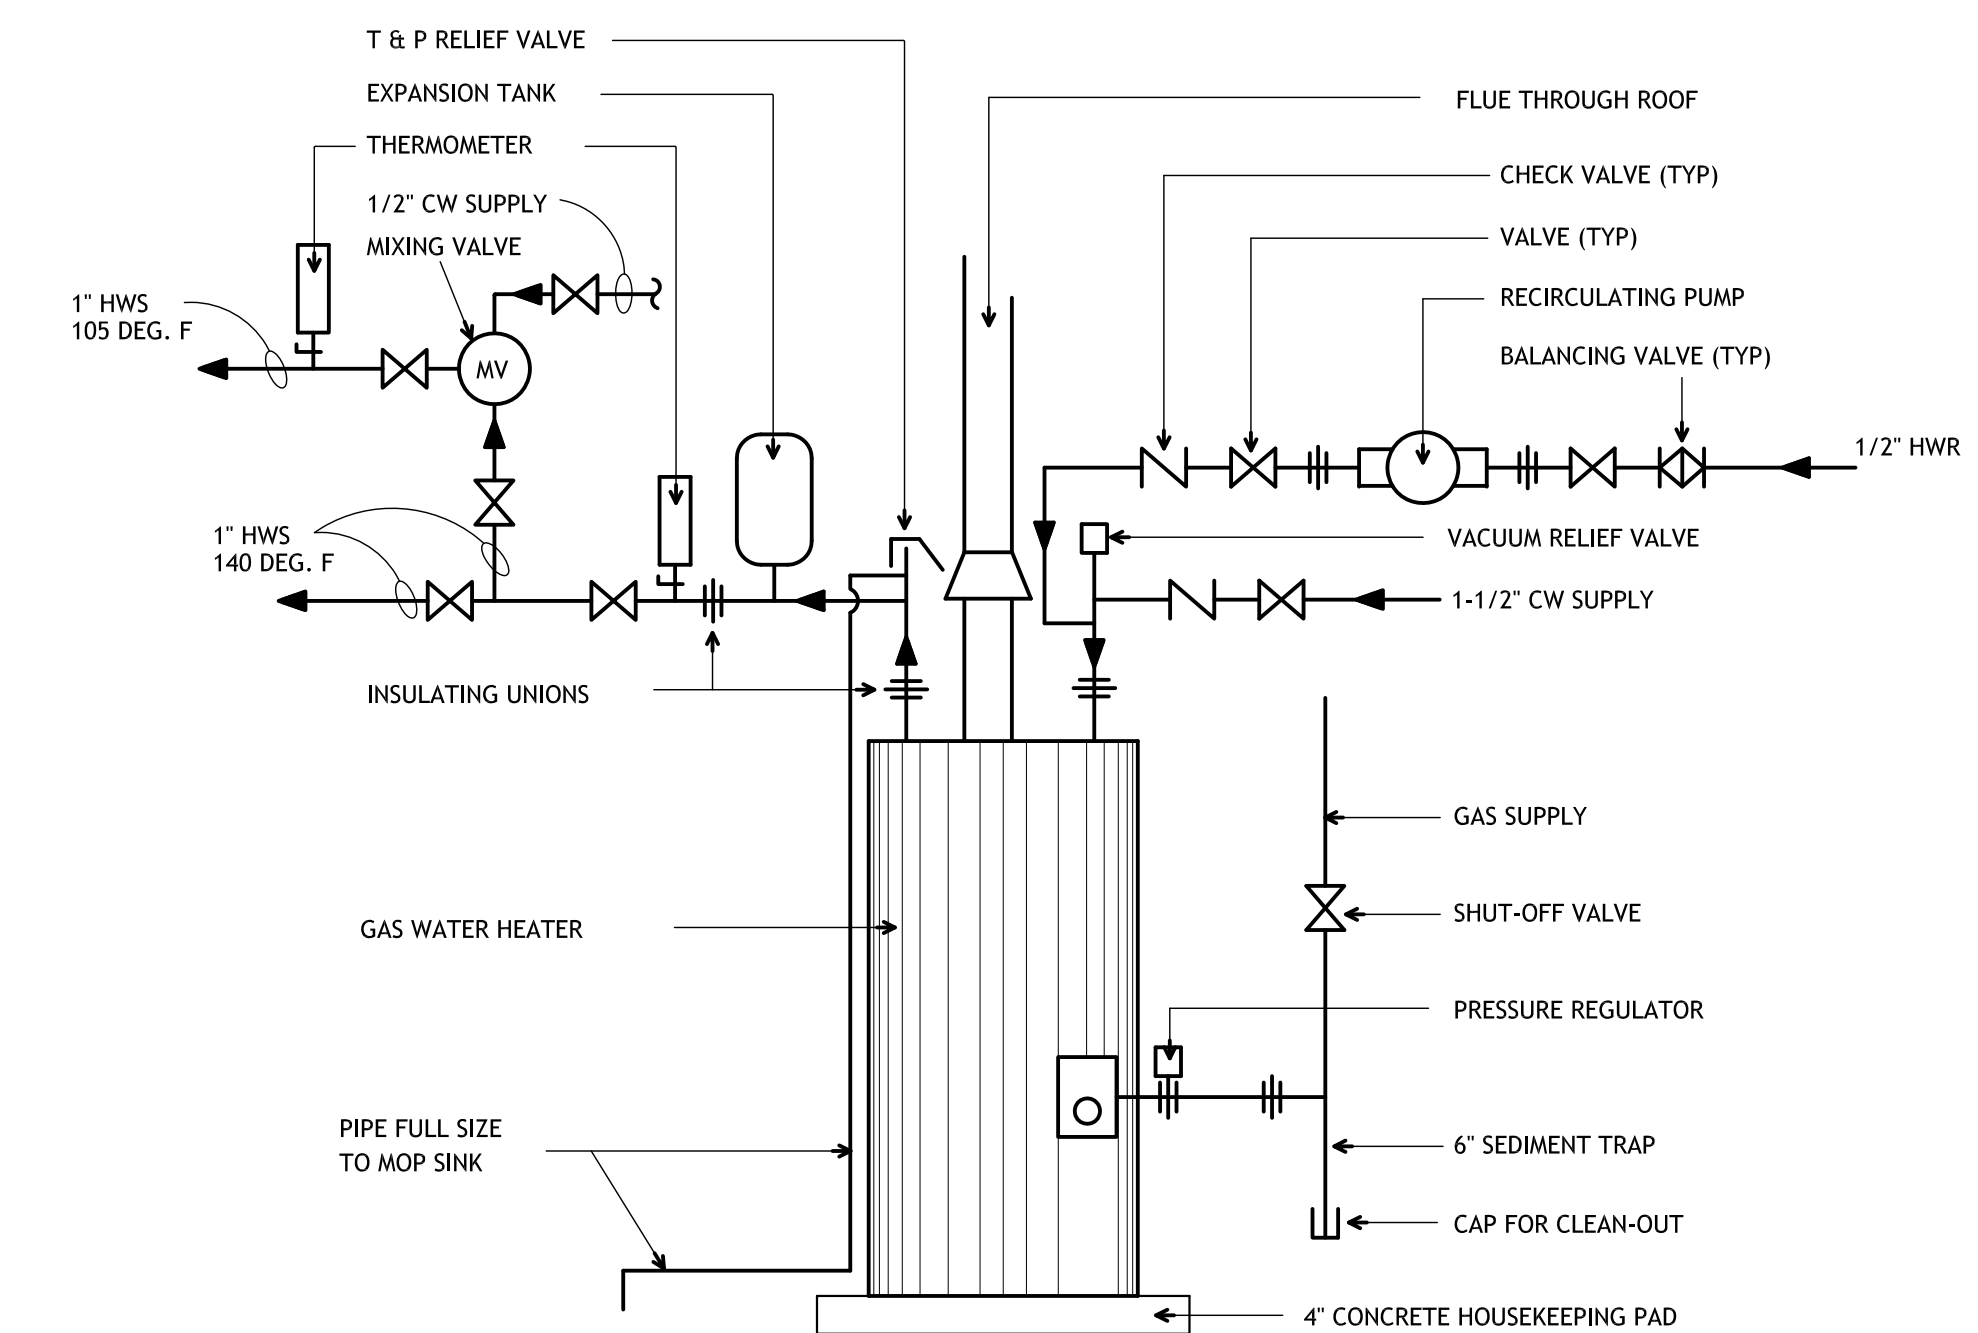 T & P RELIEF VALVE
EXPANSION TANK
THERMOMETER
1/2" CW SUPPLY
MIXING VALVE
1" HWS
105 DEG. F
MV
1" HWS
140 DEG. F
INSULATING UNIONS
GAS WATER HEATER
PIPE FULL SIZE
TO MOP SINK
FLUE THROUGH ROOF
CHECK VALVE (TYP)
VALVE (TYP)
RECIRCULATING PUMP
BALANCING VALVE (TYP)
1/2" HWR
VACUUM RELIEF VALVE
1-1/2" CW SUPPLY
GAS SUPPLY
SHUT-OFF VALVE
PRESSURE REGULATOR
6" SEDIMENT TRAP
CAP FOR CLEAN-OUT
4" CONCRETE HOUSEKEEPING PAD